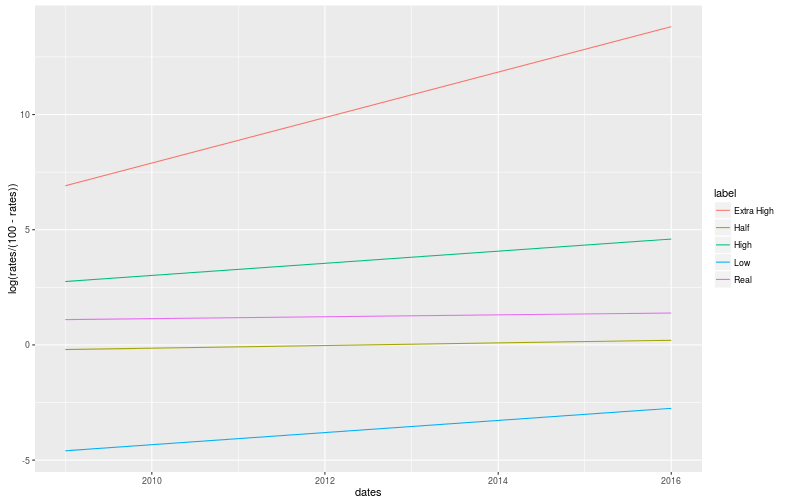 log(rates/(100 - rates))
10
5
0
-5
2010
2012
2014
2016
dates
label
Extra High
Half
High
Low
Real